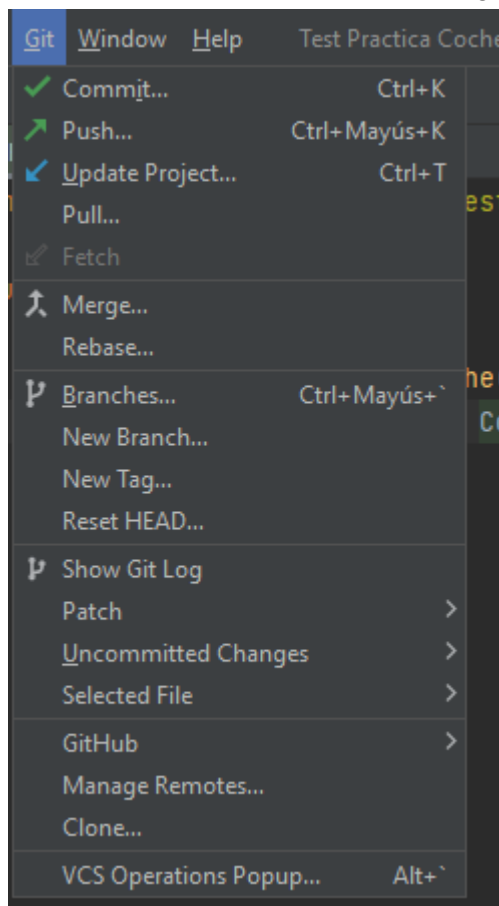 Git Window Help Test Practica Coche
Commit... Ctrl+K
Push... Ctrl+Mayús+K
Update Project... Ctrl+T
Pull...
Fetch
Merge...
Rebase...
Branches... Ctrl+Mayús+`
New Branch...
New Tag...
Reset HEAD...
Show Git Log
Patch
Uncommitted Changes
Selected File
GitHub
Manage Remotes...
Clone...
VCS Operations Popup... Alt+`